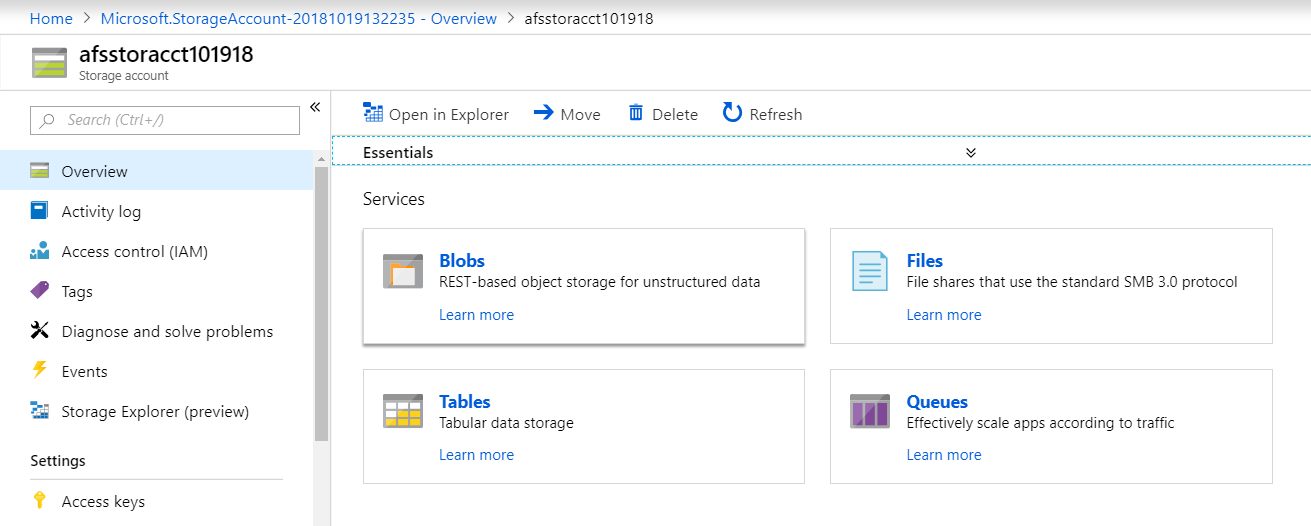 Home > Microsoft.StorageAccount-20181019132235 - Overview > afsstoracct101918
afsstoracct101918
Storage account
Search (Ctrl+/)
Overview
Activity log
Access control (IAM)
Tags
Diagnose and solve problems
Events
Storage Explorer (preview)
Settings
Access keys
Open in Explorer Move Delete Refresh
Essentials
Services
Blobs
REST-based object storage for unstructured data
Learn more
Files
File shares that use the standard SMB 3.0 protocol
Learn more
Tables
Tabular data storage
Learn more
Queues
Effectively scale apps according to traffic
Learn more